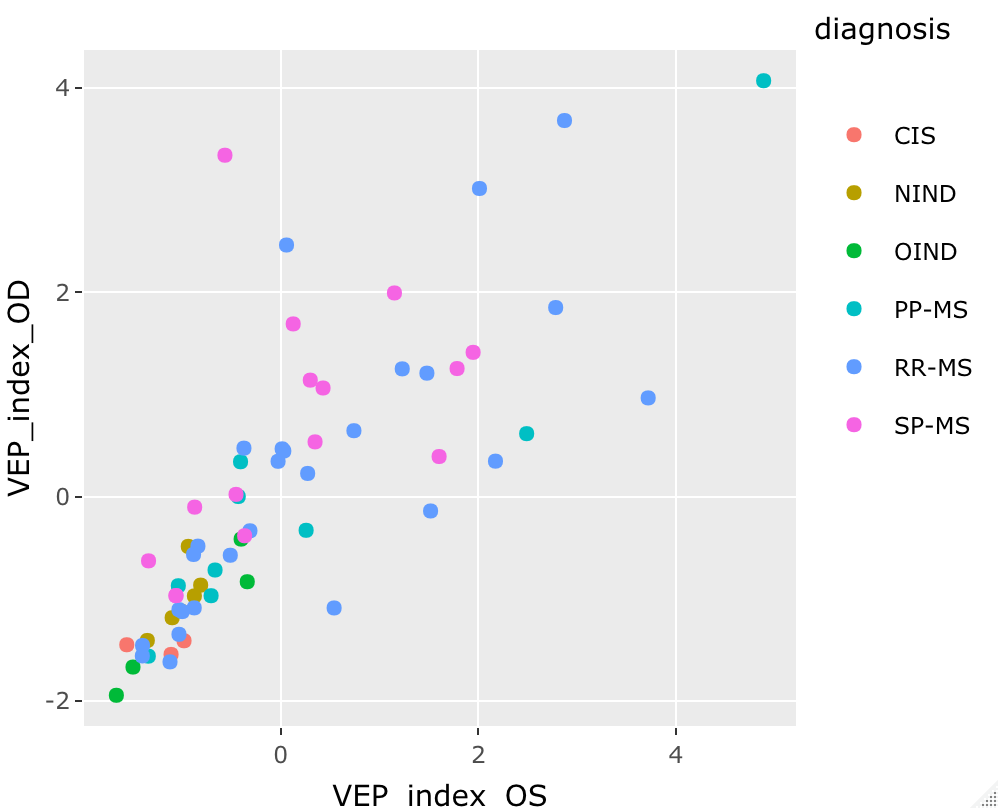 diagnosis
CIS
NIND
OIND
PP-MS
RR-MS
SP-MS
VEP_index_OD
4
2
0
-2
0 2 4
VEP_index_OS